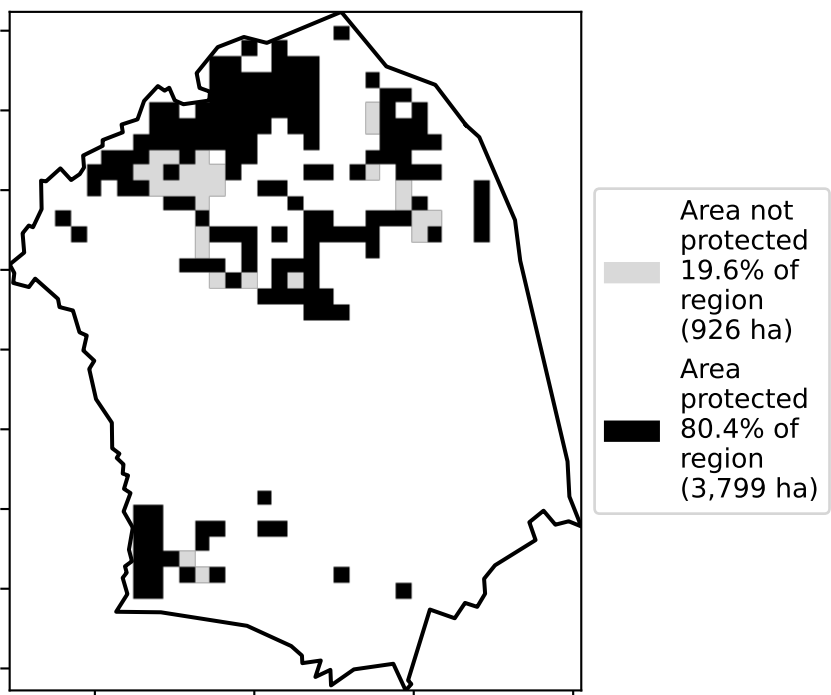 Area not
protected
19.6% of
region
(926 ha)
Area
protected
80.4% of
region
(3,799 ha)